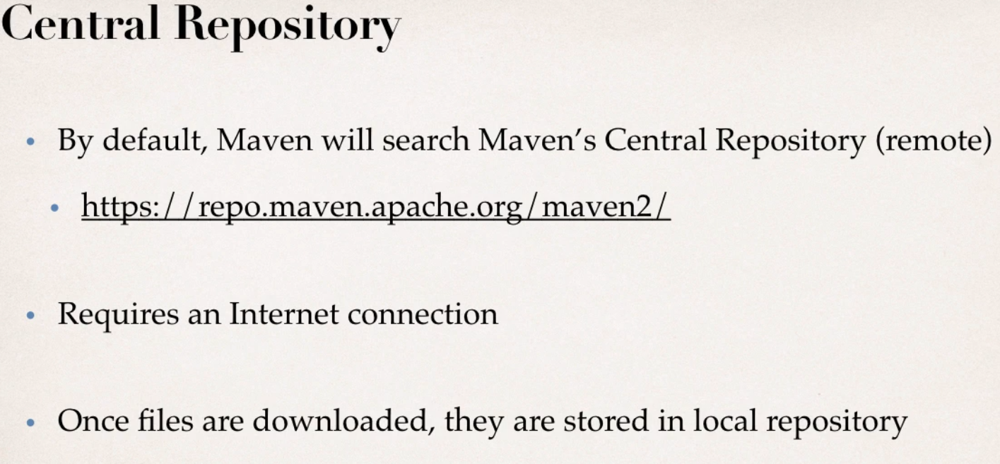 Central Repository
• By default, Maven will search Maven’s Central Repository (remote)
• https://repo.maven.apache.org/maven2/
• Requires an Internet connection
• Once files are downloaded, they are stored in local repository